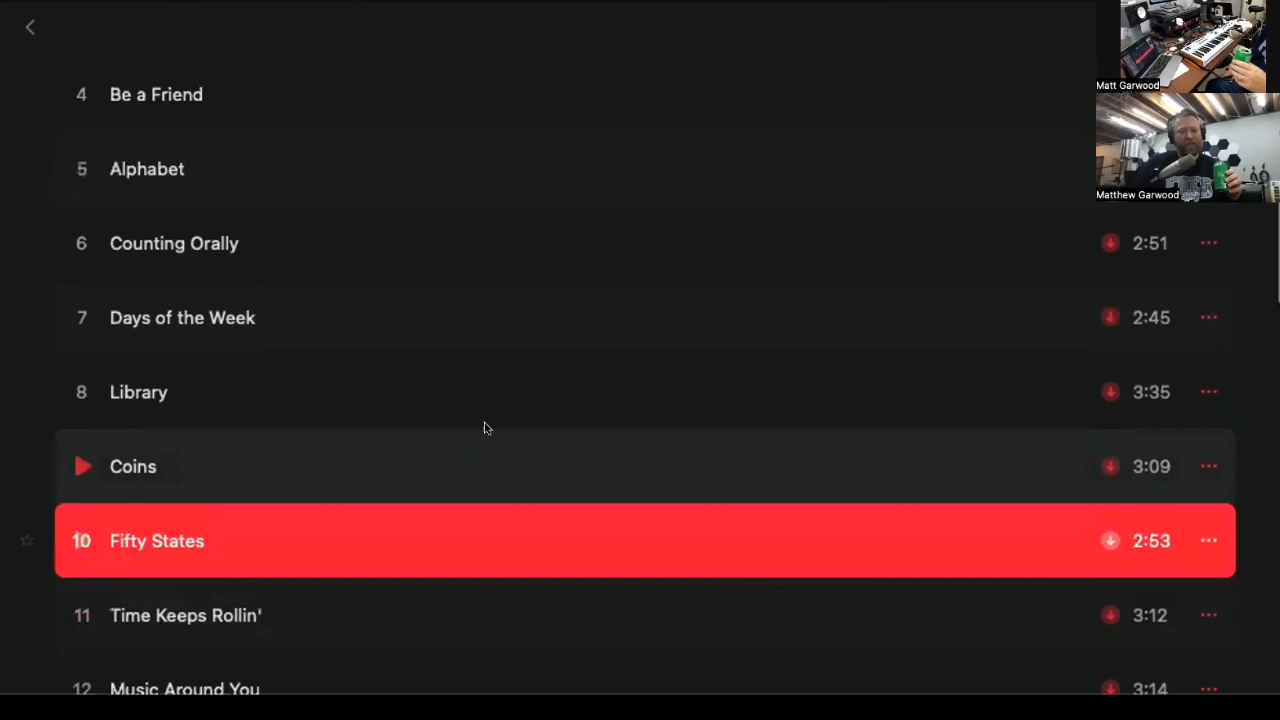 Matt Garwood
4 Be a Friend
5 Alphabet
Matthew Garwood
6 Counting Orally 2:51 ...
7 Days of the Week 2:45 ...
8 Library 3:35 ...
Coins 3:09 ...
10 Fifty States 2:53 ...
11 Time Keeps Rollin' 3:12 ...
12 Music Around You 3:14 ...